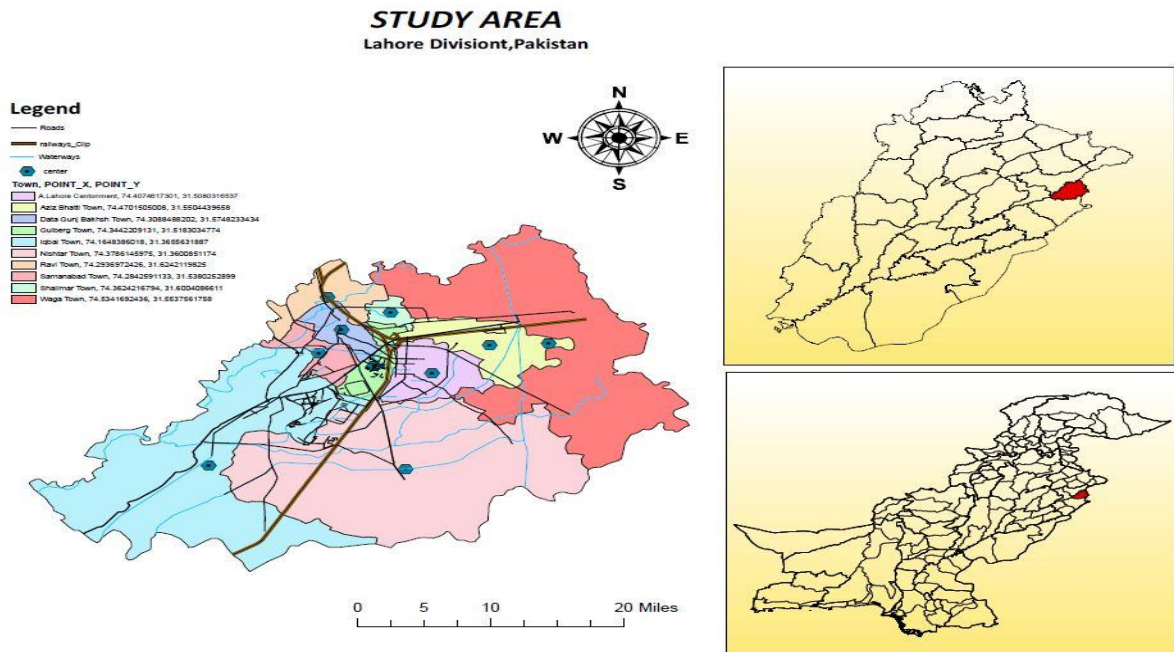 STUDY AREA
Lahore Divisiont,Pakistan
N
W E
S
Legend
Roads
railways_Clip
Waterways
center
Town, POINT_X, POINT_Y
A.Lahore Cantonment, 74.4074617301, 31.5080316537
Aziz Bhatti Town, 74.4701505008, 31.5504439658
Data Gunj Bakhsh Town, 74.3088488202, 31.5748233434
Gulberg Town, 74.3442209131, 31.5183034774
Iqbal Town, 74.1648386018, 31.3655631887
Nishtar Town, 74.3786145975, 31.3600851174
Ravi Town, 74.2936972426, 31.6242119825
Samanabad Town, 74.2842591133, 31.5380252899
Shalimar Town, 74.3624216794, 31.6004086611
Waga Town, 74.5341692436, 31.5537561758
0 5 10 20 Miles